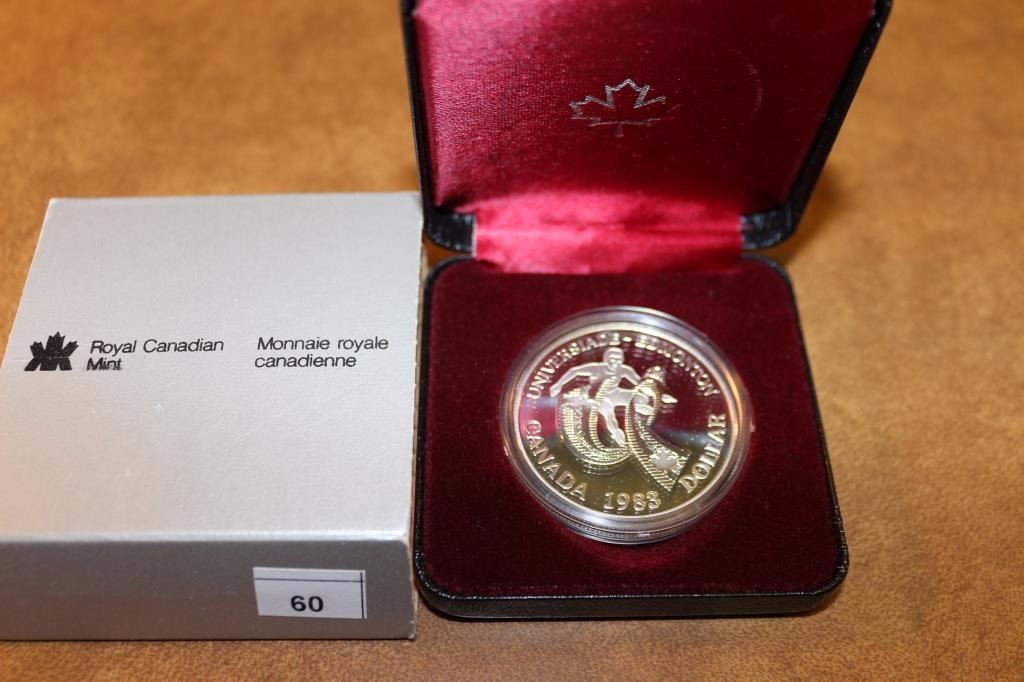 Royal Canadian
Mint
Monnaie royale
canadienne
60
UNIVERSIADE - EDMONTON
CANADA 1983 DOLLAR